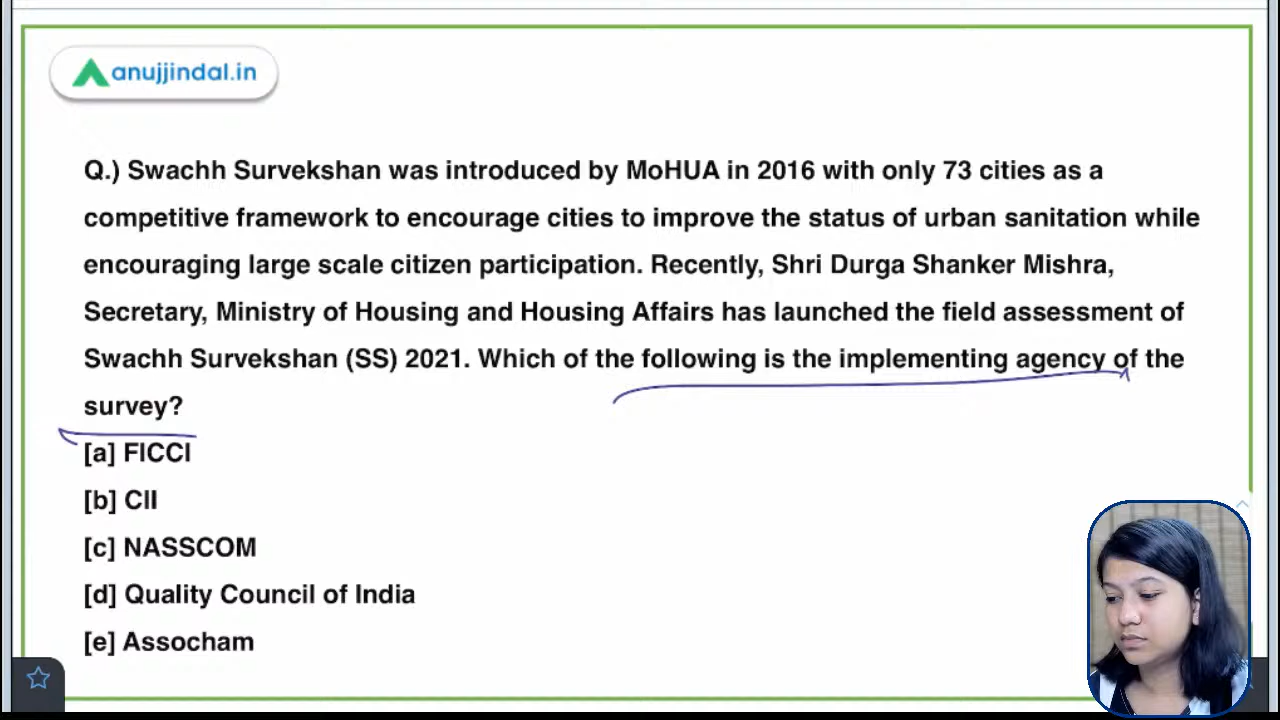 anujjindal.in
Q.) Swachh Survekshan was introduced by MoHUA in 2016 with only 73 cities as a
competitive framework to encourage cities to improve the status of urban sanitation while
encouraging large scale citizen participation. Recently, Shri Durga Shanker Mishra,
Secretary, Ministry of Housing and Housing Affairs has launched the field assessment of
Swachh Survekshan (SS) 2021. Which of the following is the implementing agency of the
survey?
[a] FICCI
[b] CII
[c] NASSCOM
[d] Quality Council of India
[e] Assocham